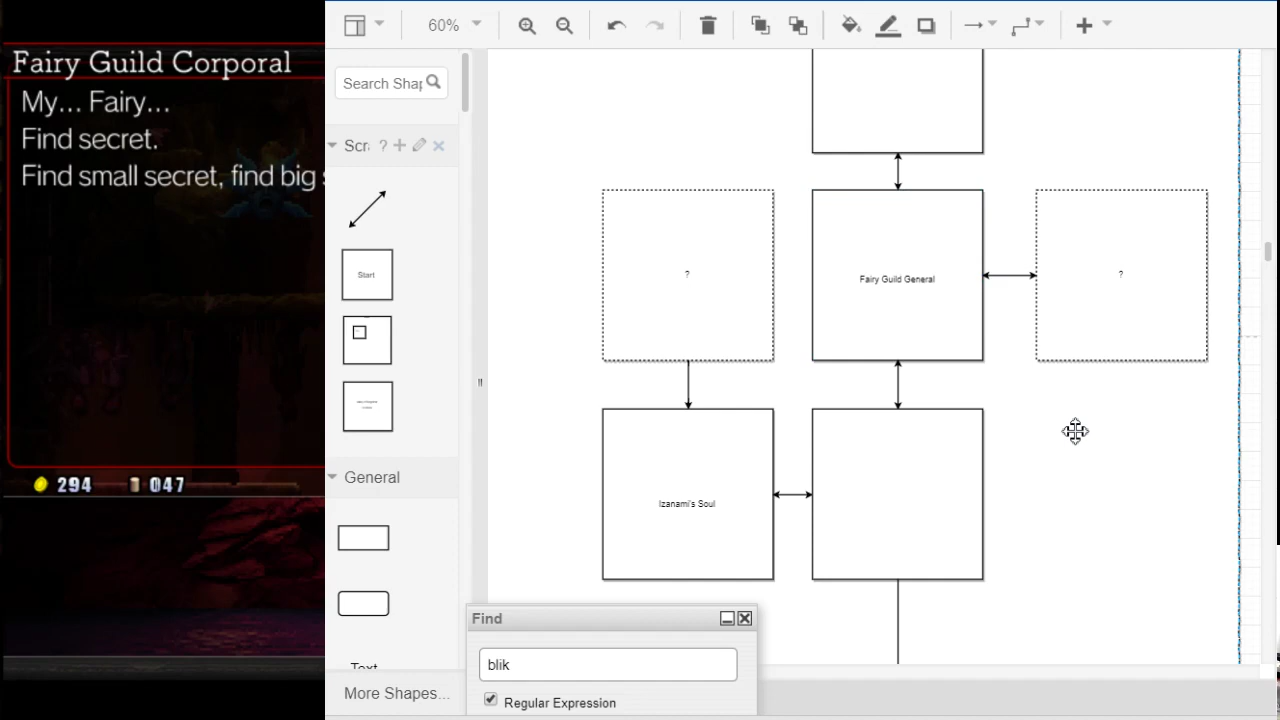 Fairy Guild Corporal
My... Fairy...
Find secret.
Find small secret, find big
294
047
60%
Search Shap
Scra
?
Start
General
Text
More Shapes...
?
Fairy Guild General
?
Izanami's Soul
Find
blik
Regular Expression